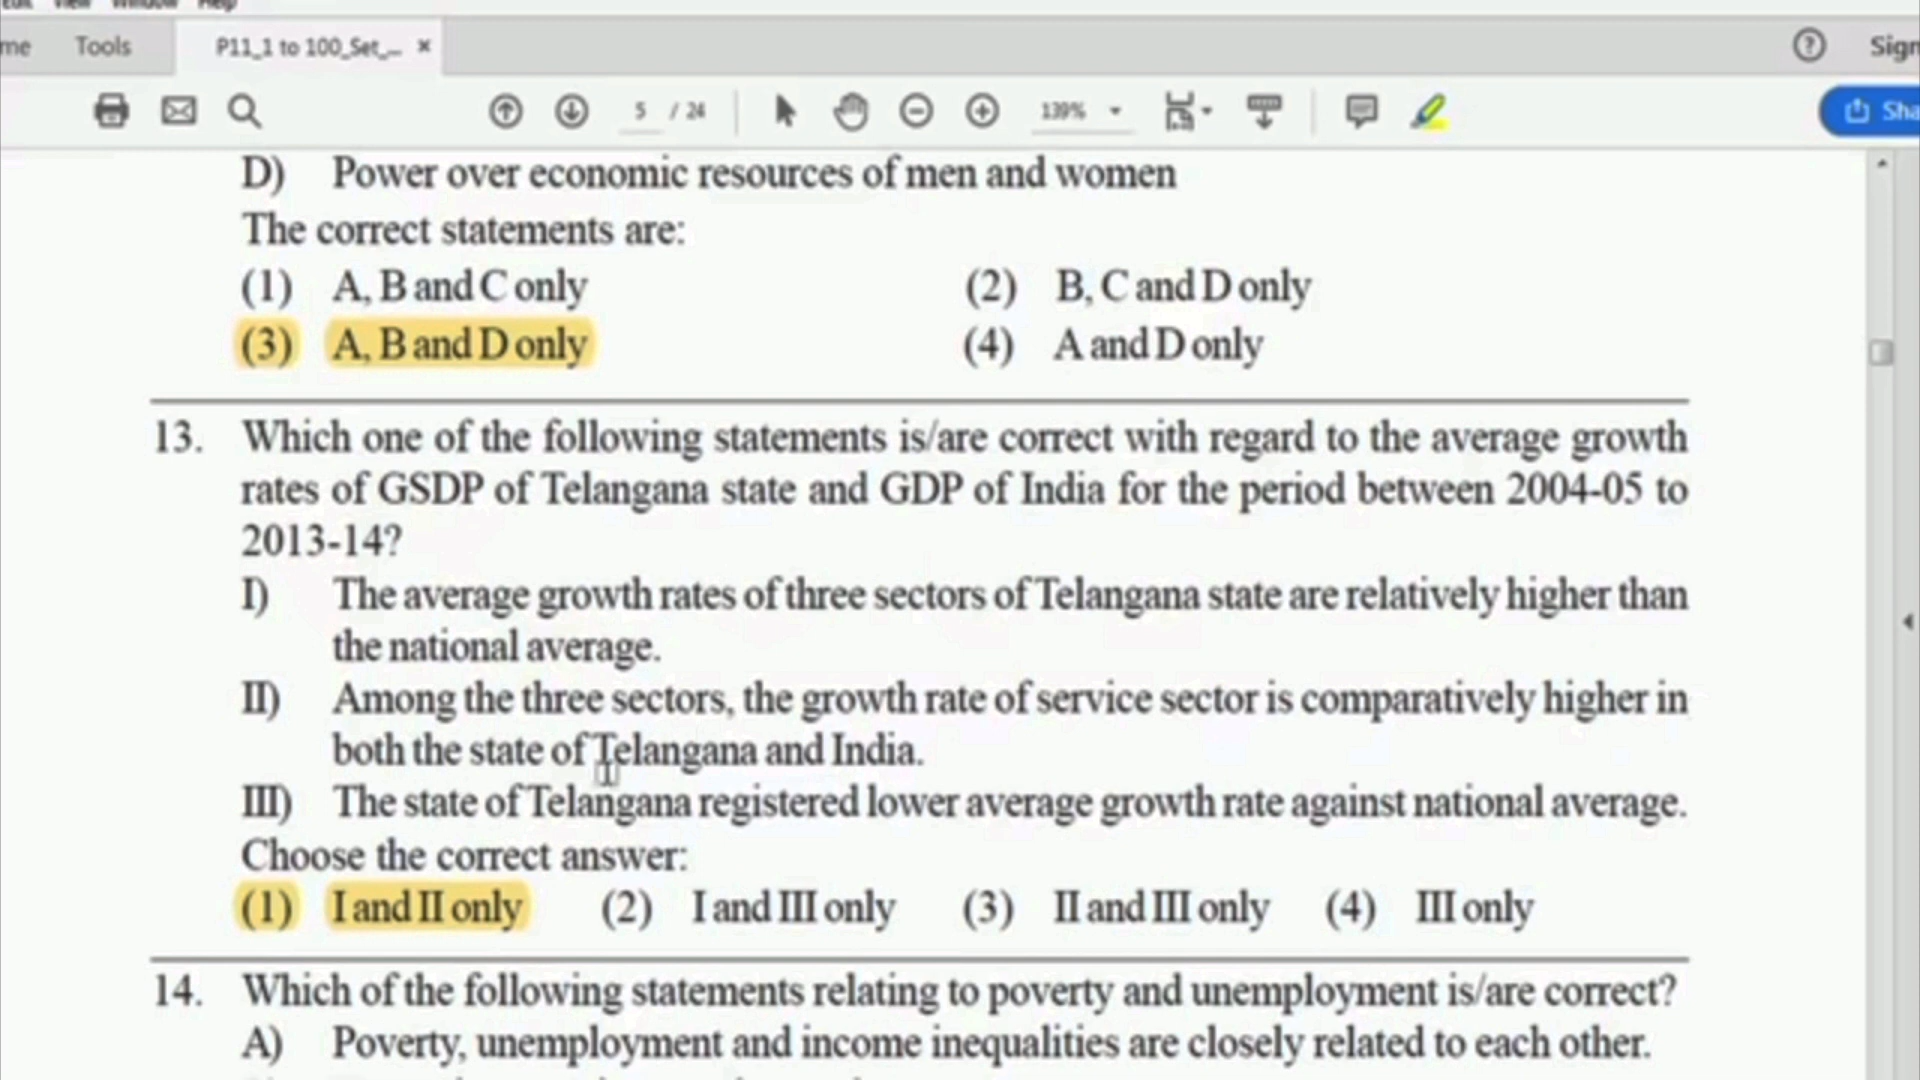 Edit View Window Help
me Tools P11_1 to 100_Set_... × ? Sign
5 / 24 139% Sha
D) Power over economic resources of men and women
The correct statements are:
(1) A, B and C only (2) B, C and D only
(3) A, B and D only (4) A and D only
13. Which one of the following statements is/are correct with regard to the average growth
rates of GSDP of Telangana state and GDP of India for the period between 2004-05 to
2013-14?
I) The average growth rates of three sectors of Telangana state are relatively higher than
the national average.
II) Among the three sectors, the growth rate of service sector is comparatively higher in
both the state of Telangana and India.
III) The state of Telangana registered lower average growth rate against national average.
Choose the correct answer:
(1) I and II only (2) I and III only (3) II and III only (4) III only
14. Which of the following statements relating to poverty and unemployment is/are correct?
A) Poverty, unemployment and income inequalities are closely related to each other.